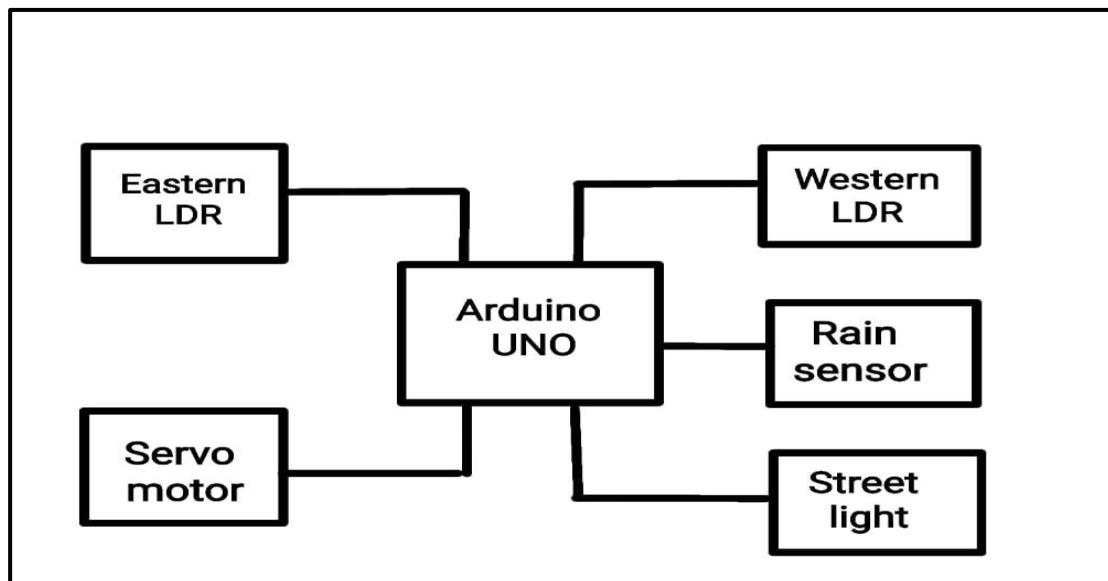 Eastern
LDR
Western
LDR
Arduino
UNO
Rain
sensor
Servo
motor
Street
light